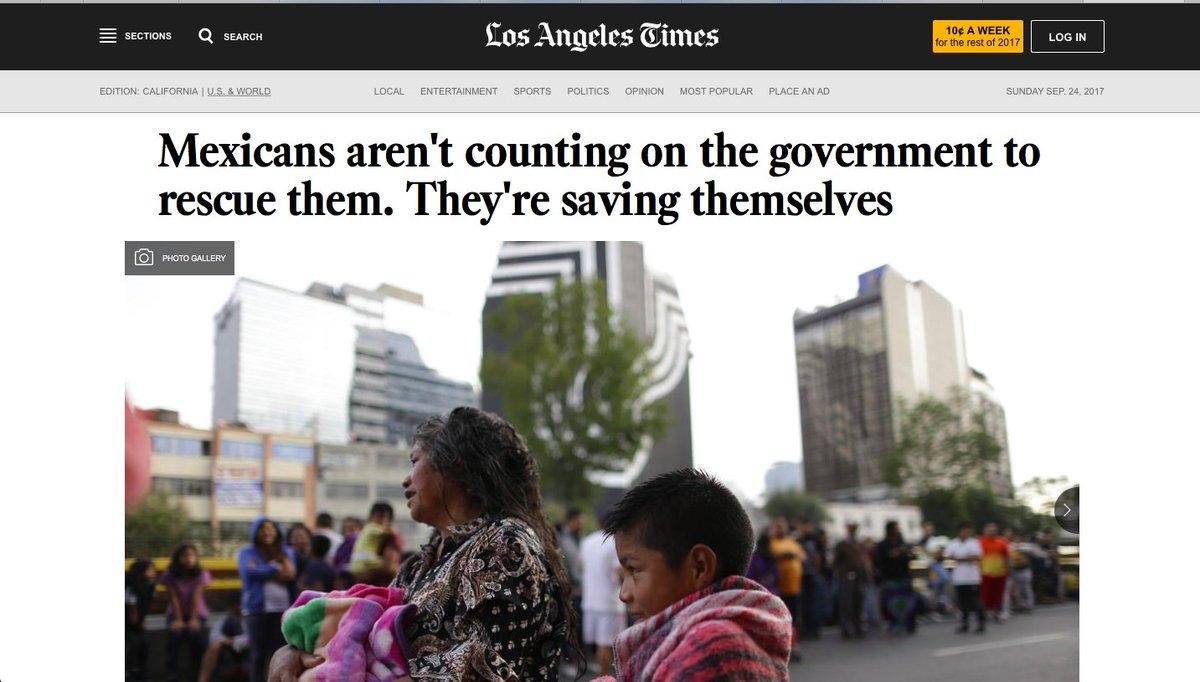 SECTIONS
SEARCH
Los Angeles Times
10¢ A WEEK
for the rest of 2017
LOG IN
EDITION: CALIFORNIA | U.S. & WORLD
LOCAL ENTERTAINMENT SPORTS POLITICS OPINION MOST POPULAR PLACE AN AD
SUNDAY SEP. 24, 2017
Mexicans aren't counting on the government to
rescue them. They're saving themselves
PHOTO GALLERY